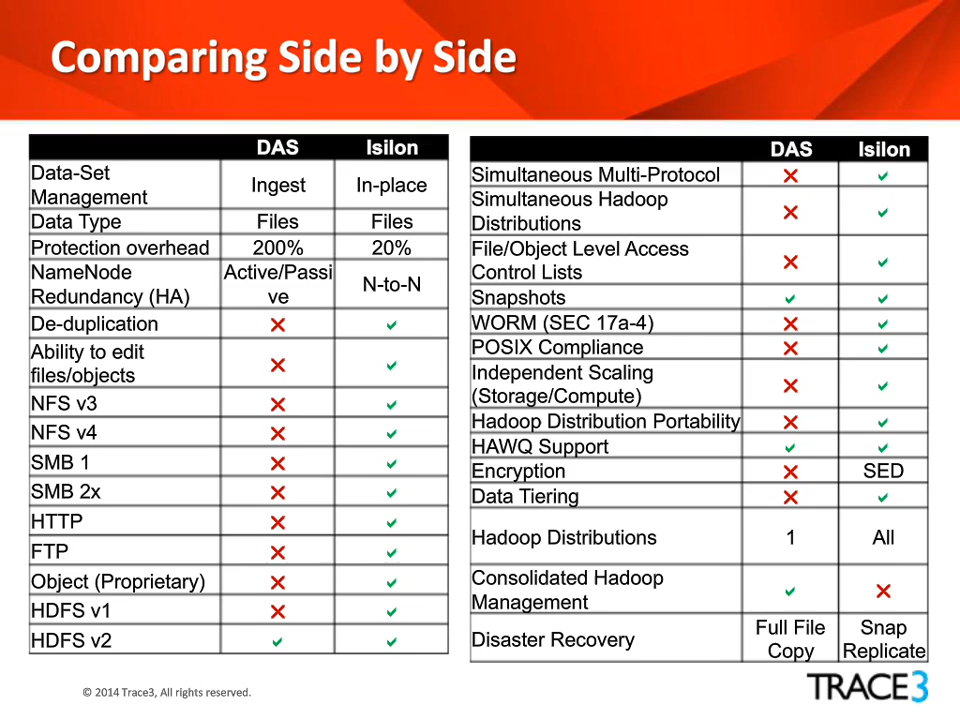 Comparing Side by Side
DAS Isilon
Data-Set
Management
Ingest In-place
Data Type Files Files
Protection overhead 200% 20%
NameNode
Redundancy (HA)
Active/Passi
ve
N-to-N
De-duplication ✕ ✓
Ability to edit
files/objects
✕ ✓
NFS v3 ✕ ✓
NFS v4 ✕ ✓
SMB 1 ✕ ✓
SMB 2x ✕ ✓
HTTP ✕ ✓
FTP ✕ ✓
Object (Proprietary) ✕ ✓
HDFS v1 ✕ ✓
HDFS v2 ✓ ✓
DAS Isilon
Simultaneous Multi-Protocol ✕ ✓
Simultaneous Hadoop
Distributions
✕ ✓
File/Object Level Access
Control Lists
✕ ✓
Snapshots ✓ ✓
WORM (SEC 17a-4) ✕ ✓
POSIX Compliance ✕ ✓
Independent Scaling
(Storage/Compute)
✕ ✓
Hadoop Distribution Portability ✕ ✓
HAWQ Support ✓ ✓
Encryption ✕ SED
Data Tiering ✕ ✓
Hadoop Distributions 1 All
Consolidated Hadoop
Management
✓ ✕
Disaster Recovery
Full File
Copy
Snap
Replicate
© 2014 Trace3, All rights reserved.
TRACE3